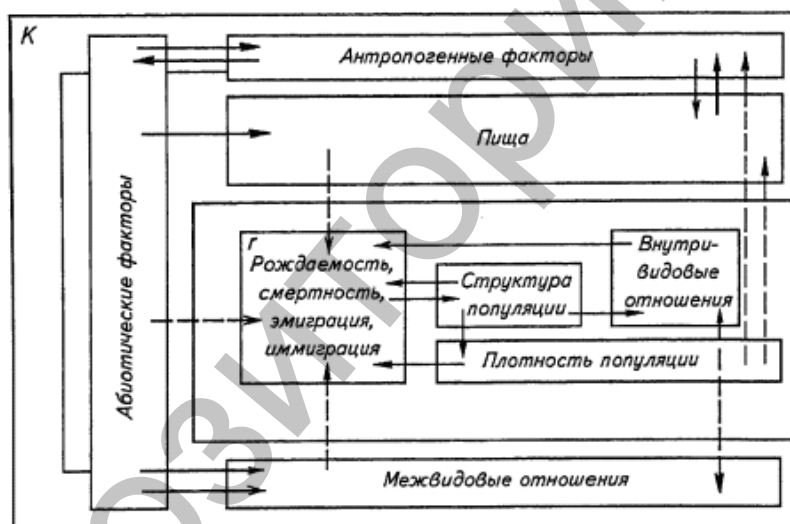 K
Антропогенные факторы
Пища
Абиотические факторы
r
Рождаемость,
смертность,
эмиграция,
иммиграция
Структура
популяции
Внутри-
видовые
отношения
Плотность популяции
Межвидовые отношения